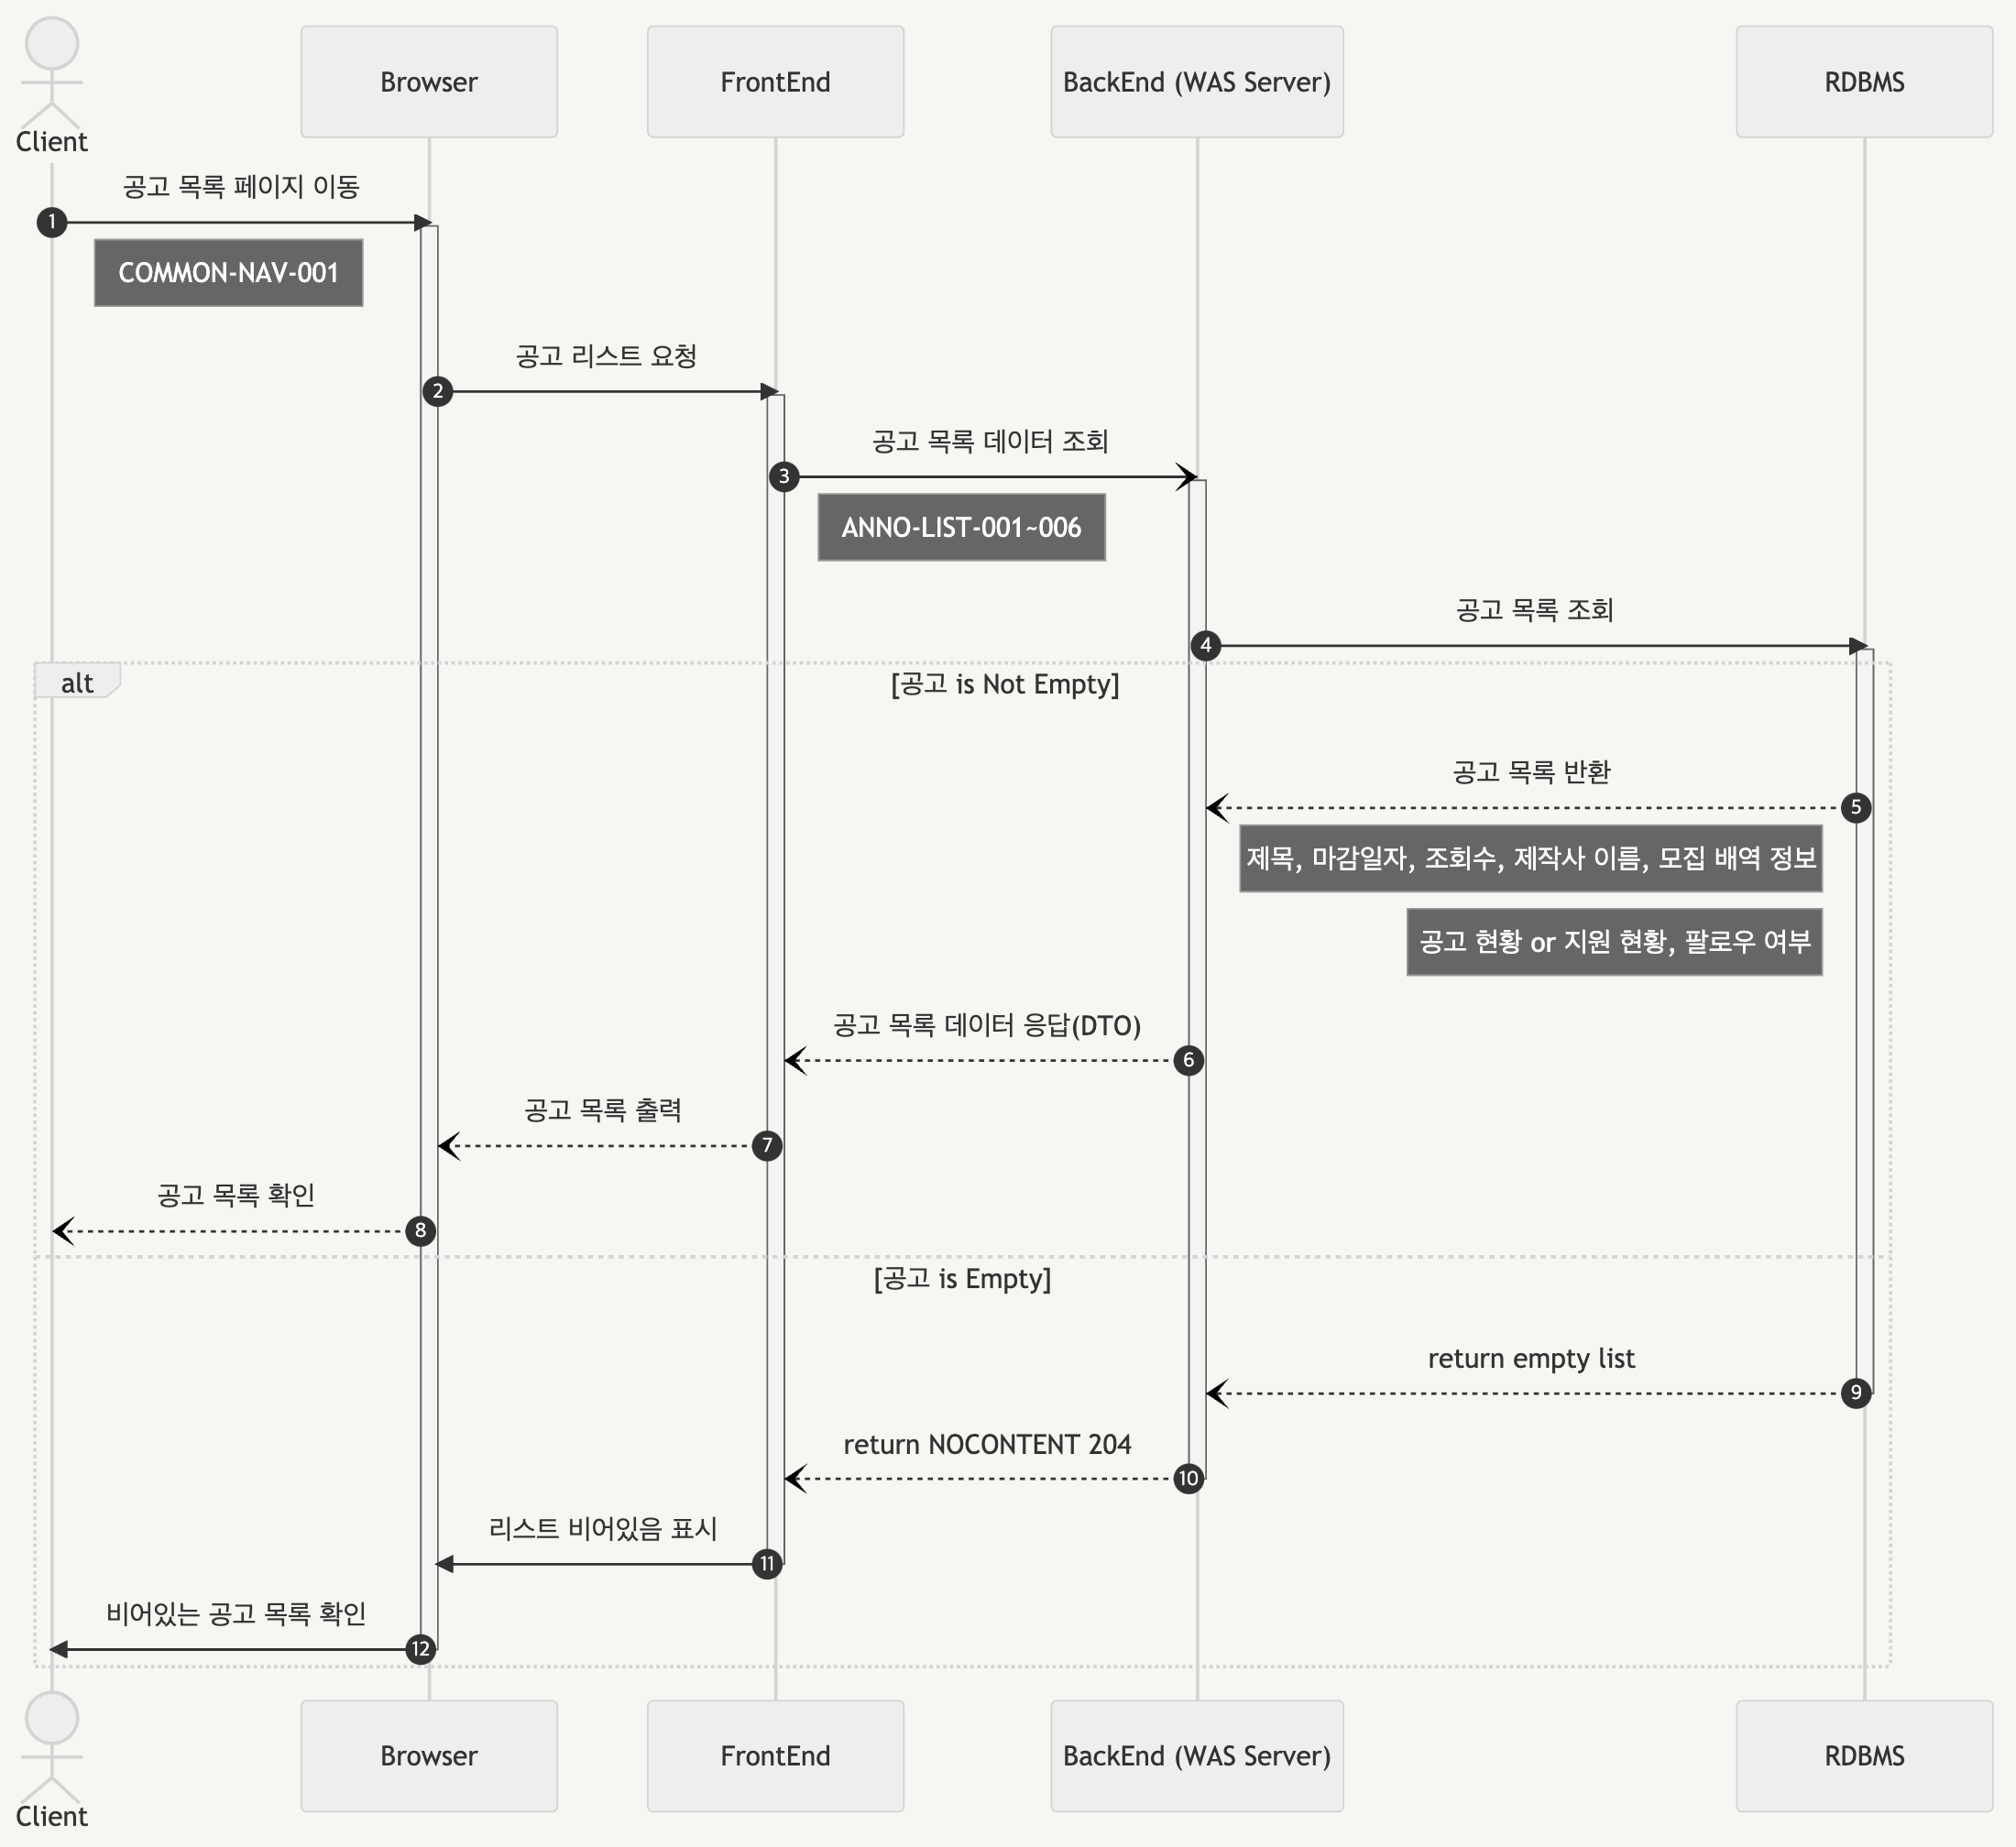 Client
Browser
FrontEnd
BackEnd (WAS Server)
RDBMS
공고 목록 페이지 이동
1
COMMON-NAV-001
공고 리스트 요청
2
공고 목록 데이터 조회
3
ANNO-LIST-001~006
공고 목록 조회
4
alt
[공고 is Not Empty]
공고 목록 반환
5
제목, 마감일자, 조회수, 제작사 이름, 모집 배역 정보
공고 현황 or 지원 현황, 팔로우 여부
공고 목록 데이터 응답(DTO)
6
공고 목록 출력
7
공고 목록 확인
8
[공고 is Empty]
return empty list
9
return NOCONTENT 204
10
리스트 비어있음 표시
11
비어있는 공고 목록 확인
12
Client
Browser
FrontEnd
BackEnd (WAS Server)
RDBMS